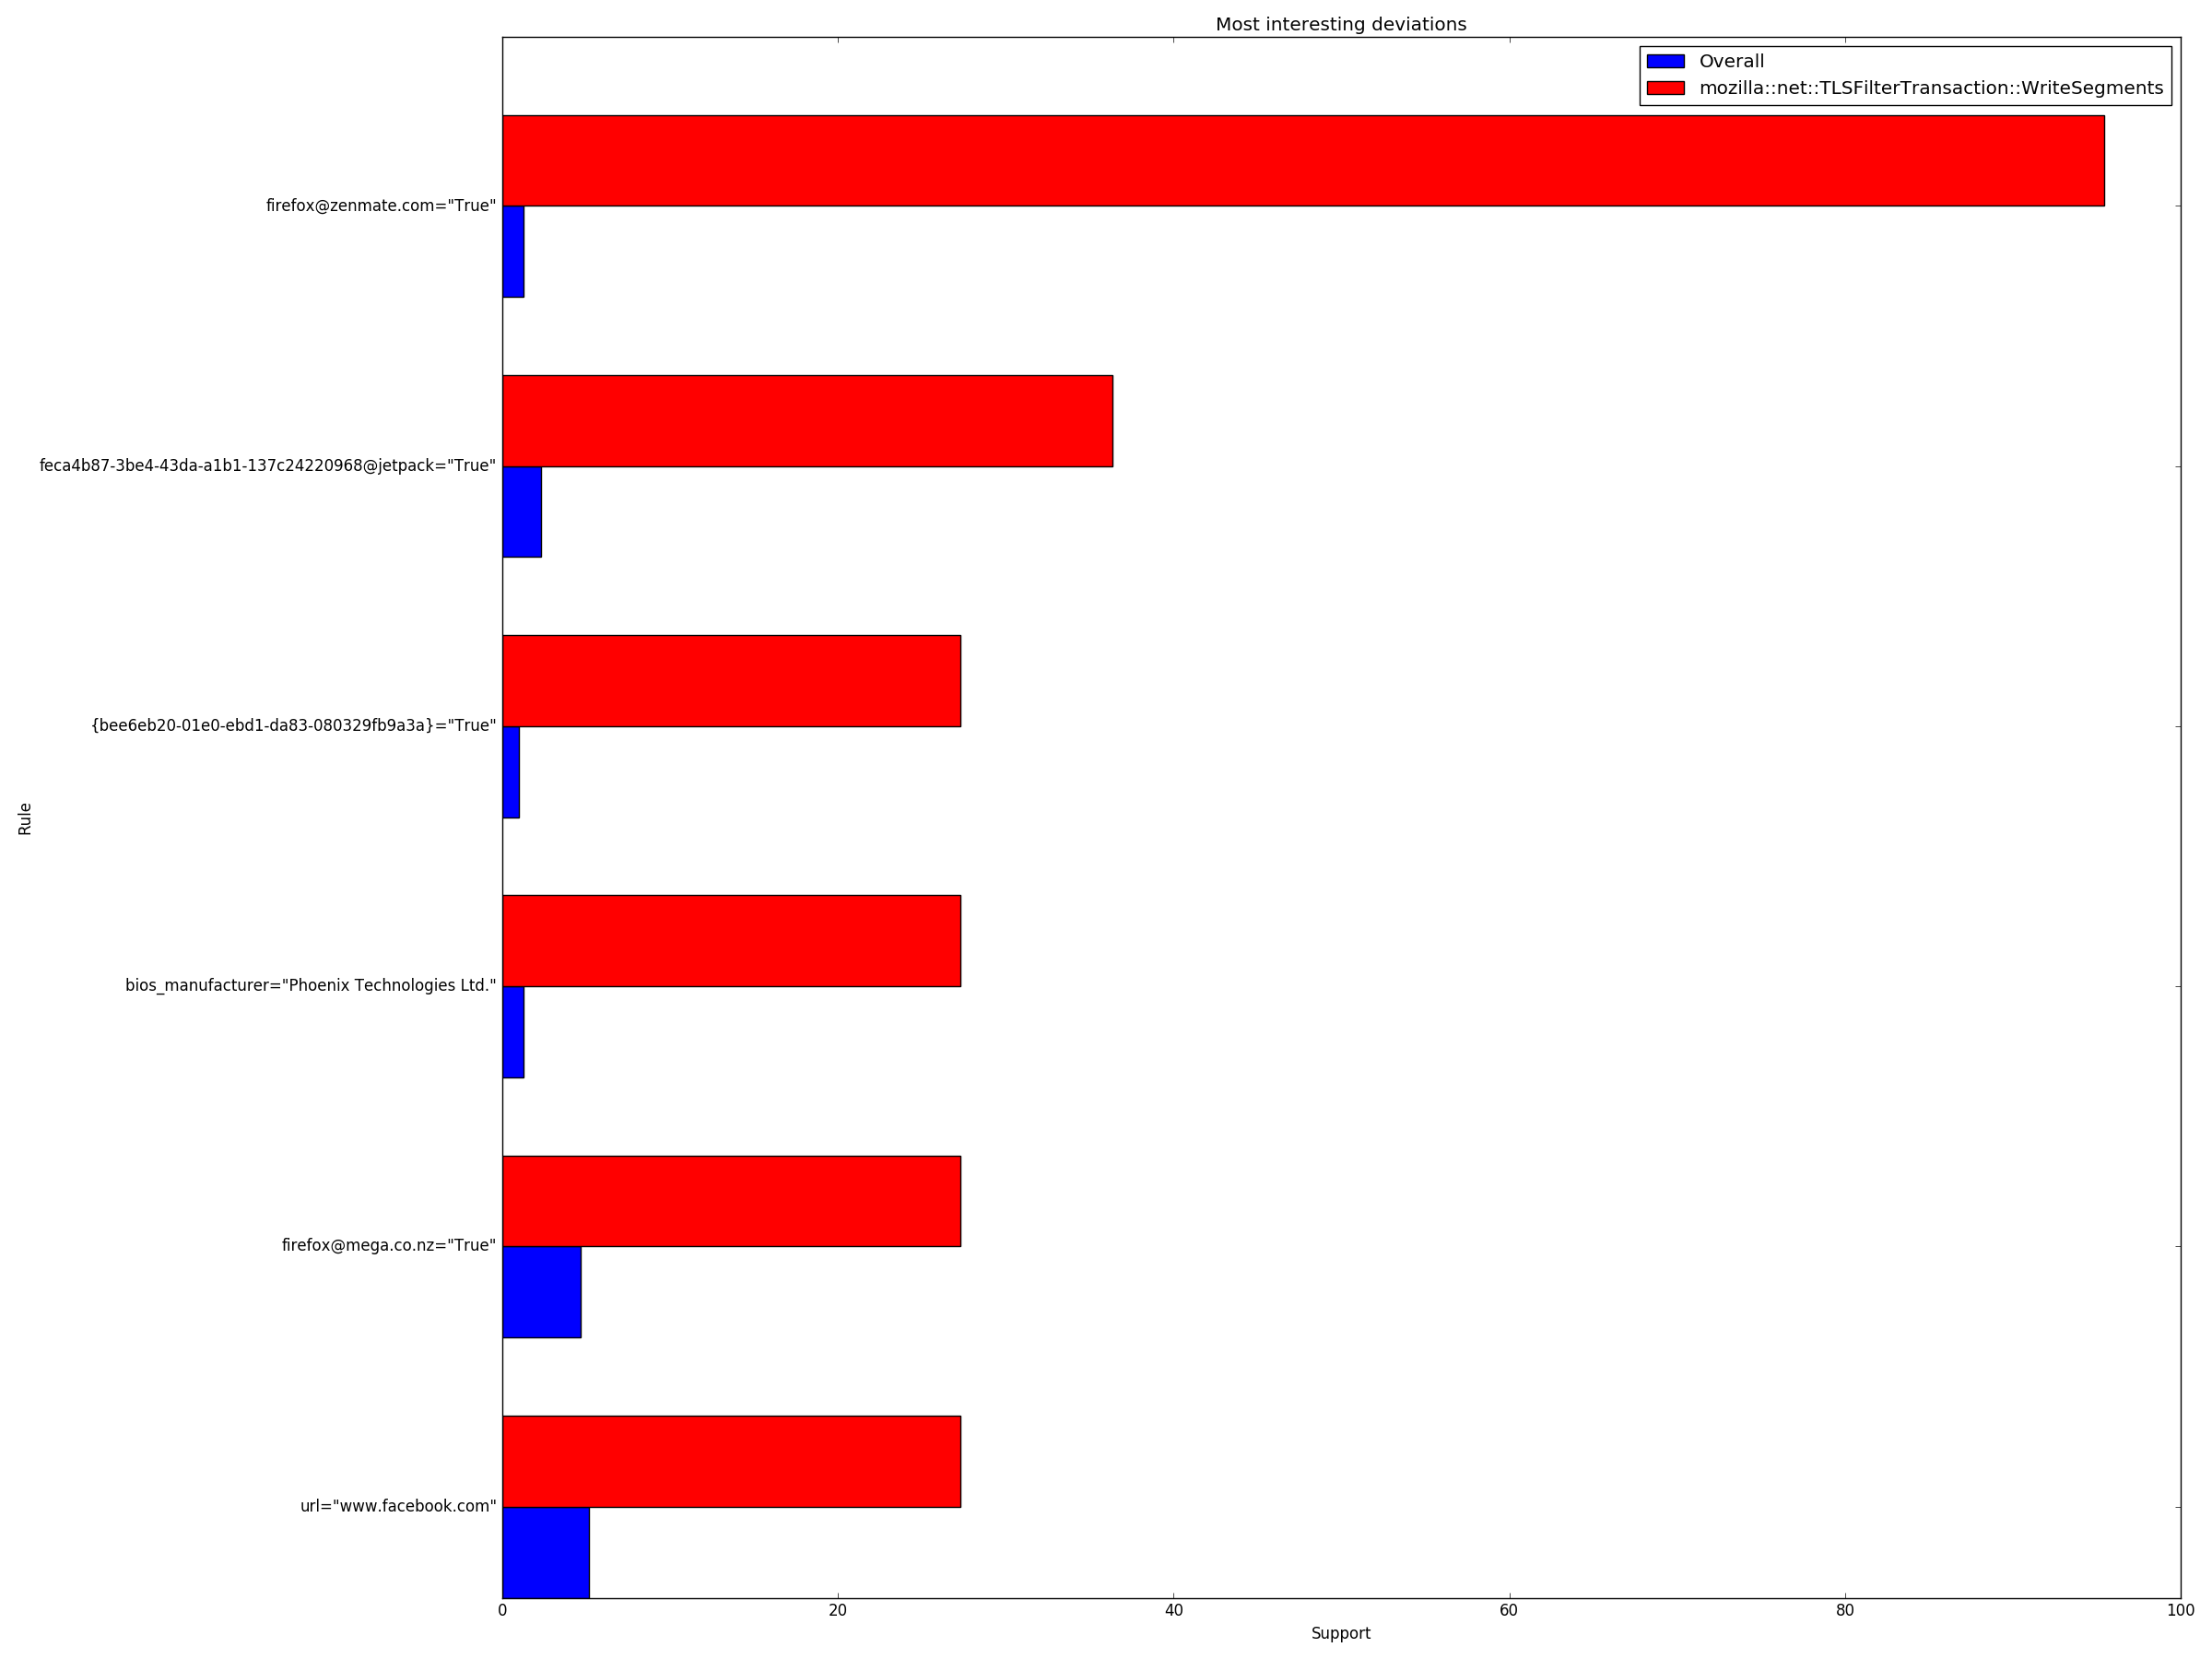 Most interesting deviations
Overall
mozilla::net::TLSFilterTransaction::WriteSegments
firefox@zenmate.com="True"
feca4b87-3be4-43da-a1b1-137c24220968@jetpack="True"
{bee6eb20-01e0-ebd1-da83-080329fb9a3a}="True"
Rule
bios_manufacturer="Phoenix Technologies Ltd."
firefox@mega.co.nz="True"
url="www.facebook.com"
0 20 40 60 80 100
Support